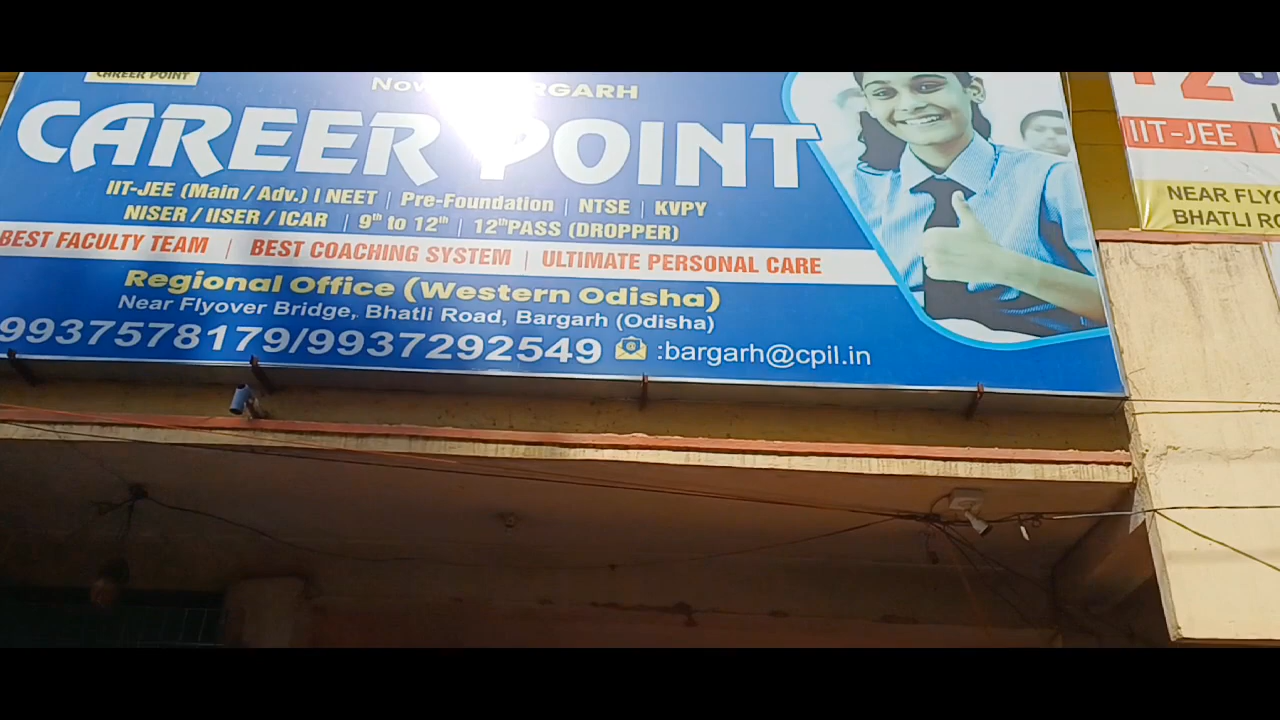 CAREER POINT
CAREER POINT
IIT-JEE (Main / Adv.) | NEET | Pre-Foundation | NTSE | KVPY
NISER / IISER / ICAR | 9th to 12th | 12th PASS (DROPPER)
BEST FACULTY TEAM | BEST COACHING SYSTEM | ULTIMATE PERSONAL CARE
Regional Office (Western Odisha)
Near Flyover Bridge, Bhatli Road, Bargarh (Odisha)
9937578179/9937292549 :bargarh@cpil.in
IIT-JEE |
NEAR
BHATLI